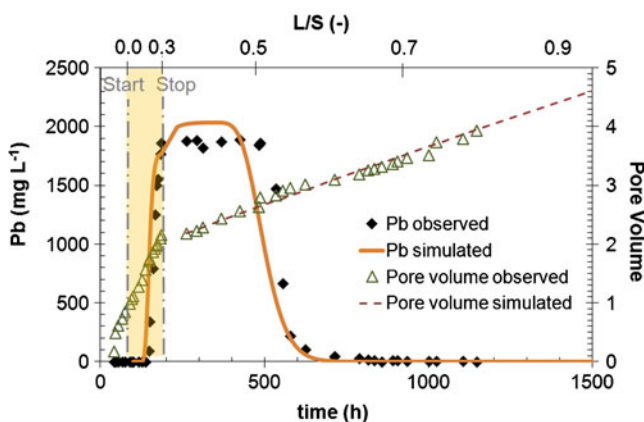 L/S (-)
0.0 0.3 0.5 0.7 0.9
2500 Start Stop 5
2000 4
1500 3
1000 2
500 1
0 0
Pb (mg L-1)
Pore Volume
Pb observed
Pb simulated
Pore volume observed
Pore volume simulated
0 500 1000 1500
time (h)